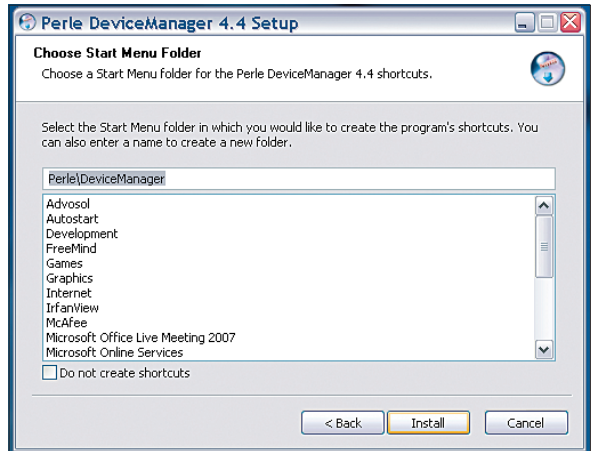 Perle DeviceManager 4.4 Setup
Choose Start Menu Folder
Choose a Start Menu folder for the Perle DeviceManager 4.4 shortcuts.
Select the Start Menu folder in which you would like to create the program's shortcuts. You
can also enter a name to create a new folder.
Perle\DeviceManager
Advosol
Autostart
Development
FreeMind
Games
Graphics
Internet
IrfanView
McAfee
Microsoft Office Live Meeting 2007
Microsoft Online Services
Do not create shortcuts
< Back
Install
Cancel